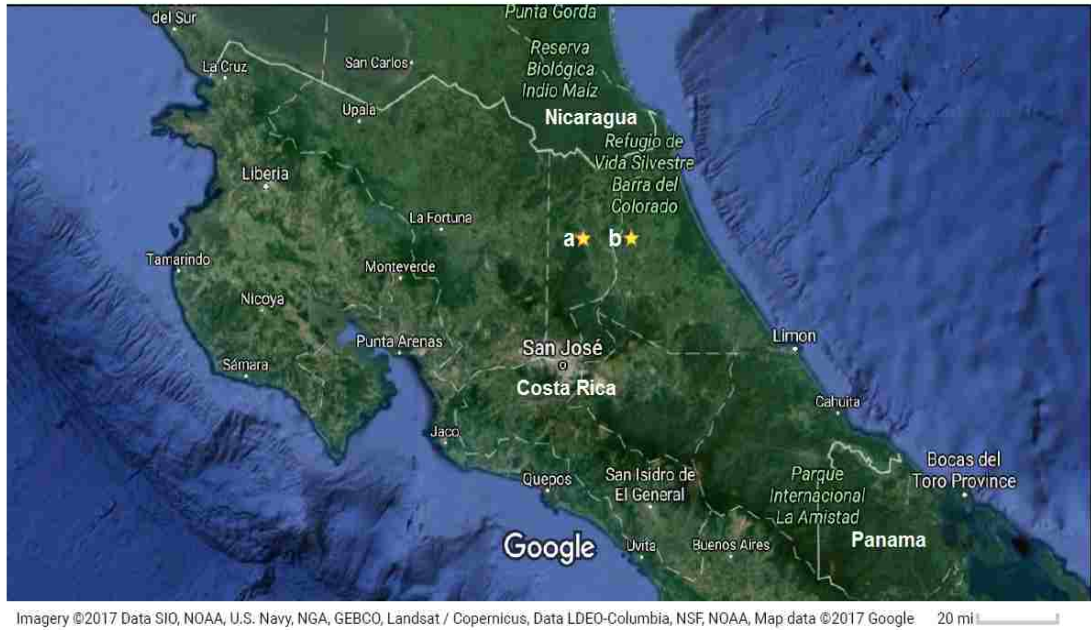 del Sur
Punta Gorda
La Cruz
San Carlos
Reserva
Biológica
Indio Maíz
Upala
Nicaragua
Refugio de
Vida Silvestre
Barra del
Colorado
Liberia
La Fortuna
a
b
Tamarindo
Monteverde
Nicoya
Punta Arenas
San José
Limon
Sámara
Costa Rica
Cahuita
Jaco
Quepos
San Isidro de
El General
Parque
Internacional
La Amistad
Bocas del
Toro Province
Google
Uvita
Buenos Aires
Panama
Imagery ©2017 Data SIO, NOAA, U.S. Navy, NGA, GEBCO, Landsat / Copernicus, Data LDEO-Columbia, NSF, NOAA, Map data ©2017 Google 20 mi